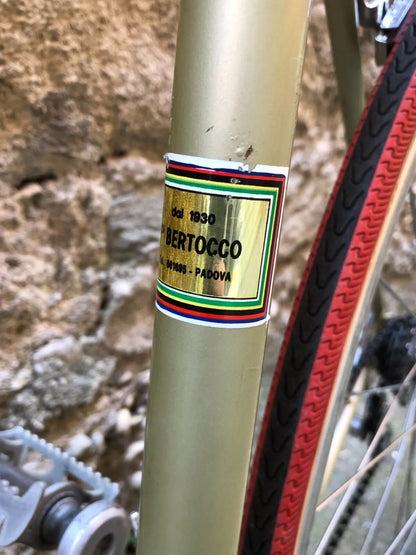 dal 1930
BERTOCCO
- PADOVA